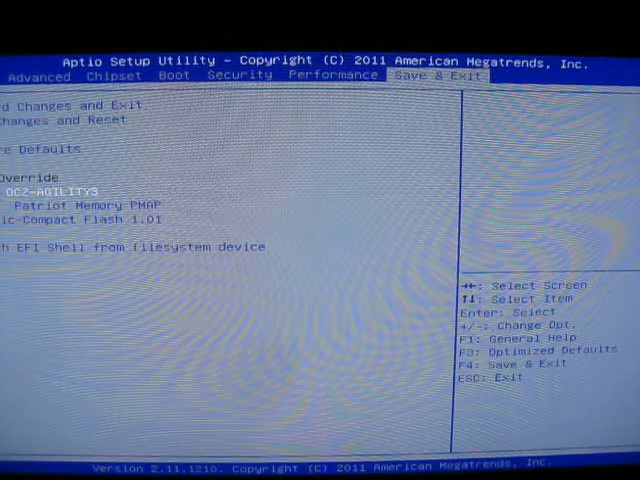 Aptio Setup Utility – Copyright (C) 2011 American Megatrends, Inc.
Advanced Chipset Boot Security Performance Save & Exit
d Changes and Exit
hanges and Reset
re Defaults
Override
OCZ-AGILITY3
Patriot Memory PMAP
ic-Compact Flash 1.01
h EFI Shell from filesystem device
→←: Select Screen
↑↓: Select Item
Enter: Select
+/-: Change Opt.
F1: General Help
F3: Optimized Defaults
F4: Save & Exit
ESC: Exit
Version 2.11.1210. Copyright (C) 2011 American Megatrends, Inc.